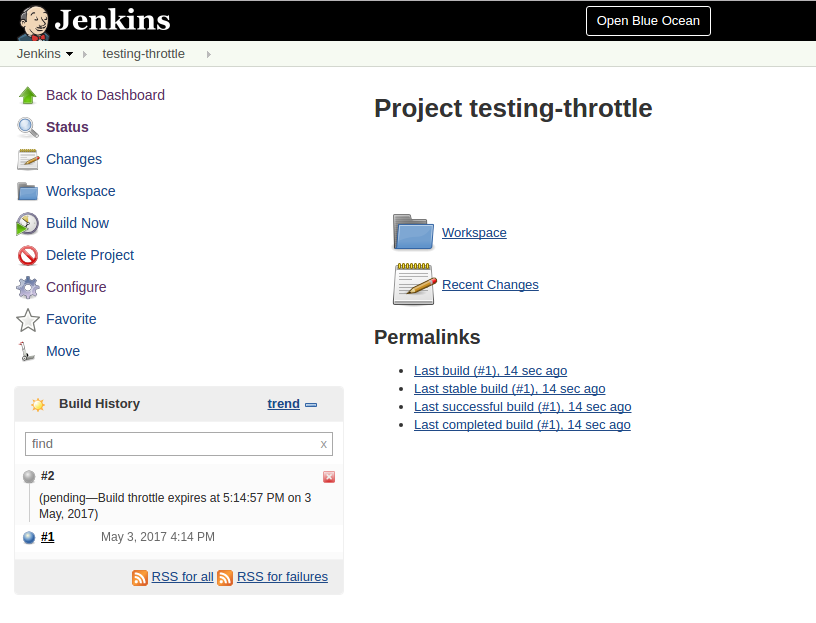 Jenkins
Open Blue Ocean
Jenkins testing-throttle
Back to Dashboard
Status
Changes
Workspace
Build Now
Delete Project
Configure
Favorite
Move
Build History trend
find x
#2
(pending—Build throttle expires at 5:14:57 PM on 3
May, 2017)
#1 May 3, 2017 4:14 PM
RSS for all RSS for failures
Project testing-throttle
Workspace
Recent Changes
Permalinks
Last build (#1), 14 sec ago
Last stable build (#1), 14 sec ago
Last successful build (#1), 14 sec ago
Last completed build (#1), 14 sec ago